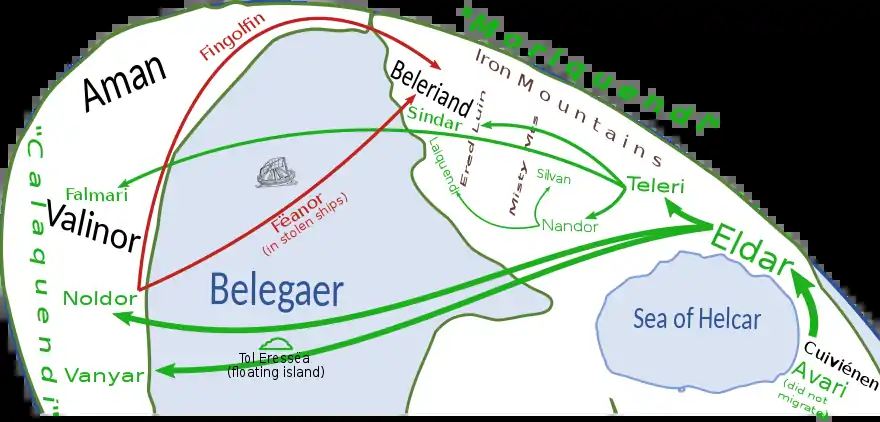 Aman
Fingolfin
"Moriquendi"
Iron Mountains
Beleriand
Sindar
Ered Luin
Misty Mts
Laiquendi
Silvan
Teleri
Nandor
"Calaquendi"
Falmari
Valinor
Fëanor
(in stolen ships)
Eldar
Noldor
Belegaer
Sea of Helcar
Tol Eresséa
(floating island)
Vanyar
Cuiviénen
Avari
(did not
migrate)